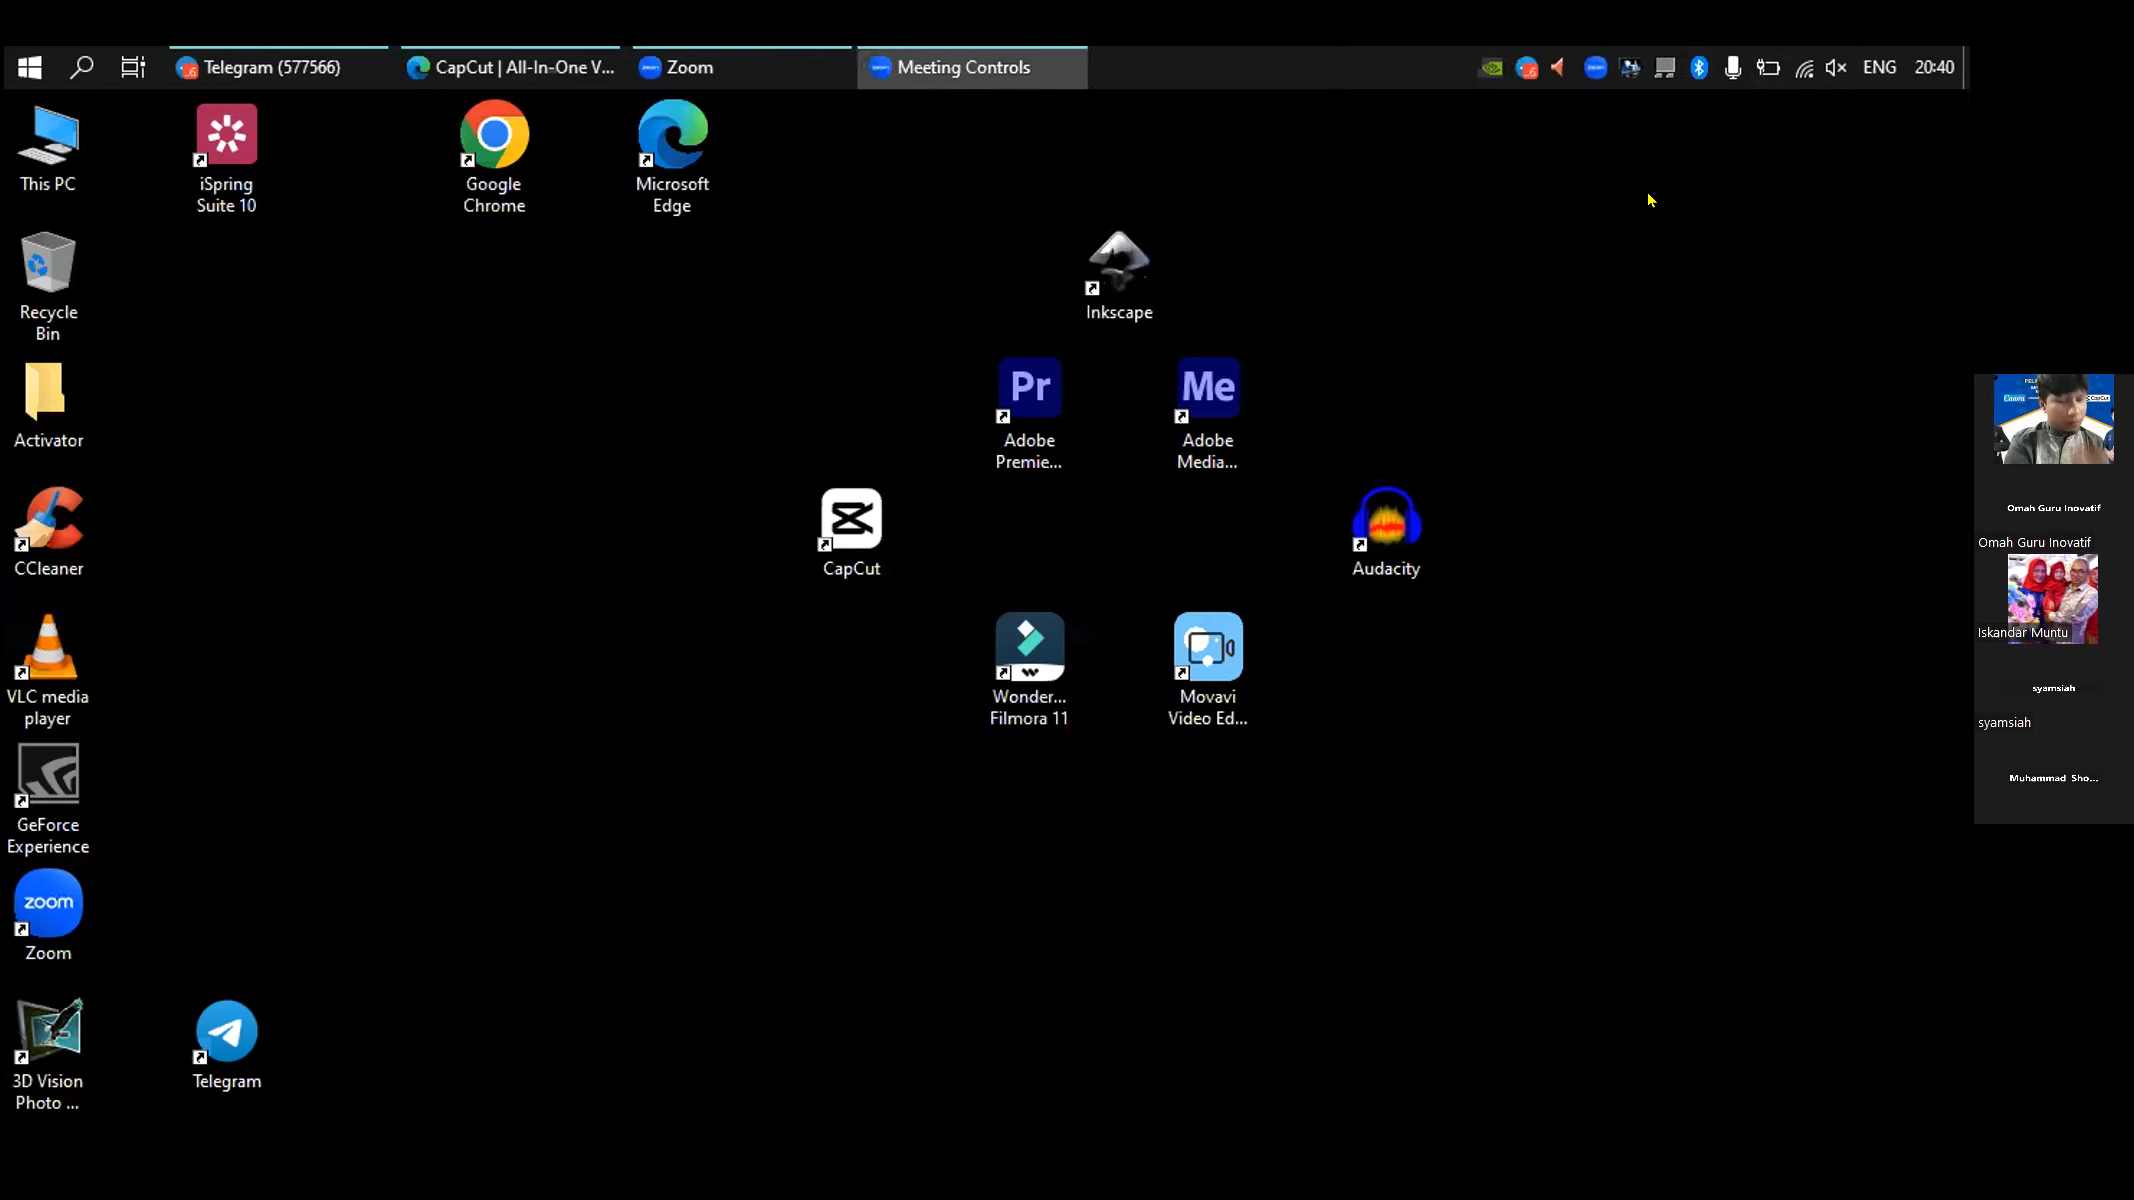 Telegram (577566)
CapCut | All-In-One V...
Zoom
Meeting Controls
ENG
20:40
This PC
iSpring
Suite 10
Google
Chrome
Microsoft
Edge
Recycle
Bin
Inkscape
Activator
Pr
Adobe
Premie...
Me
Adobe
Media...
CCleaner
CapCut
Audacity
VLC media
player
Wonder...
Filmora 11
Movavi
Video Ed...
GeForce
Experience
zoom
Zoom
3D Vision
Photo ...
Telegram
Canva
CapCut
Omah Guru Inovatif
Omah Guru Inovatif
Iskandar Muntu
syamsiah
syamsiah
Muhammad Sho...